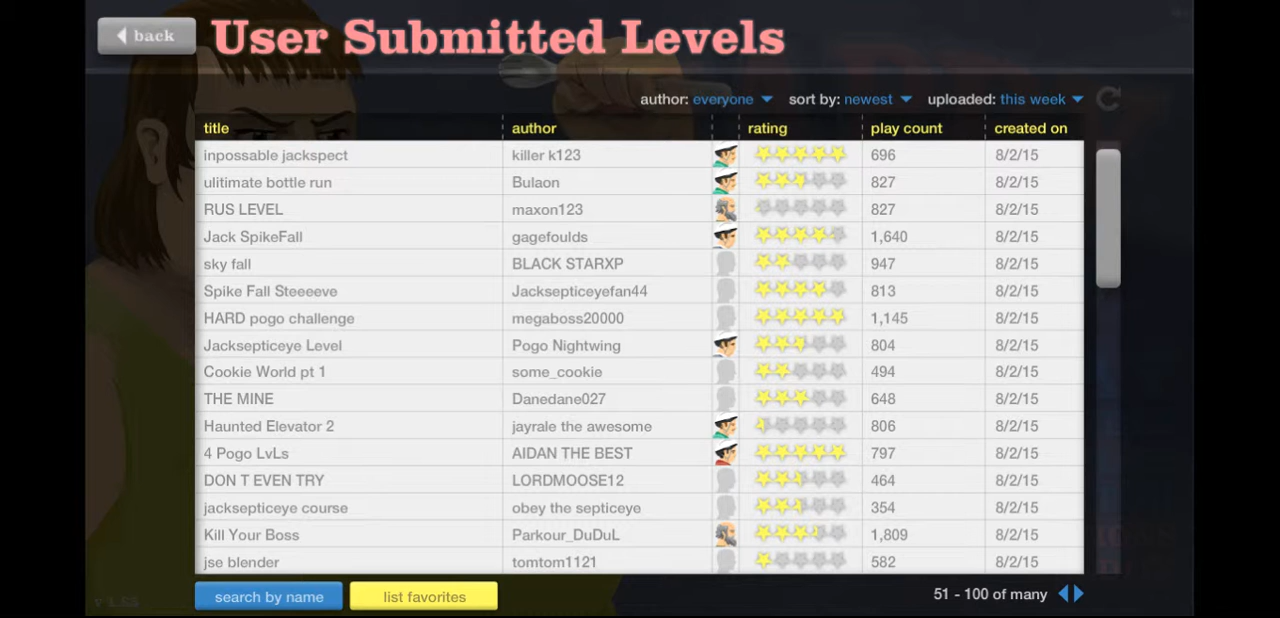 back
User Submitted Levels
author: everyone sort by: newest uploaded: this week
title author rating play count created on
inpossable jackspect killer k123 696 8/2/15
ulitimate bottle run Bulaon 827 8/2/15
RUS LEVEL maxon123 827 8/2/15
Jack SpikeFall gagefoulds 1,640 8/2/15
sky fall BLACK STARXP 947 8/2/15
Spike Fall Steeeeve Jacksepticeyefan44 813 8/2/15
HARD pogo challenge megaboss20000 1,145 8/2/15
Jacksepticeye Level Pogo Nightwing 804 8/2/15
Cookie World pt 1 some_cookie 494 8/2/15
THE MINE Danedane027 648 8/2/15
Haunted Elevator 2 jayrale the awesome 806 8/2/15
4 Pogo LvLs AIDAN THE BEST 797 8/2/15
DON T EVEN TRY LORDMOOSE12 464 8/2/15
jacksepticeye course obey the septiceye 354 8/2/15
Kill Your Boss Parkour_DuDuL 1,809 8/2/15
jse blender tomtom1121 582 8/2/15
search by name list favorites 51 - 100 of many